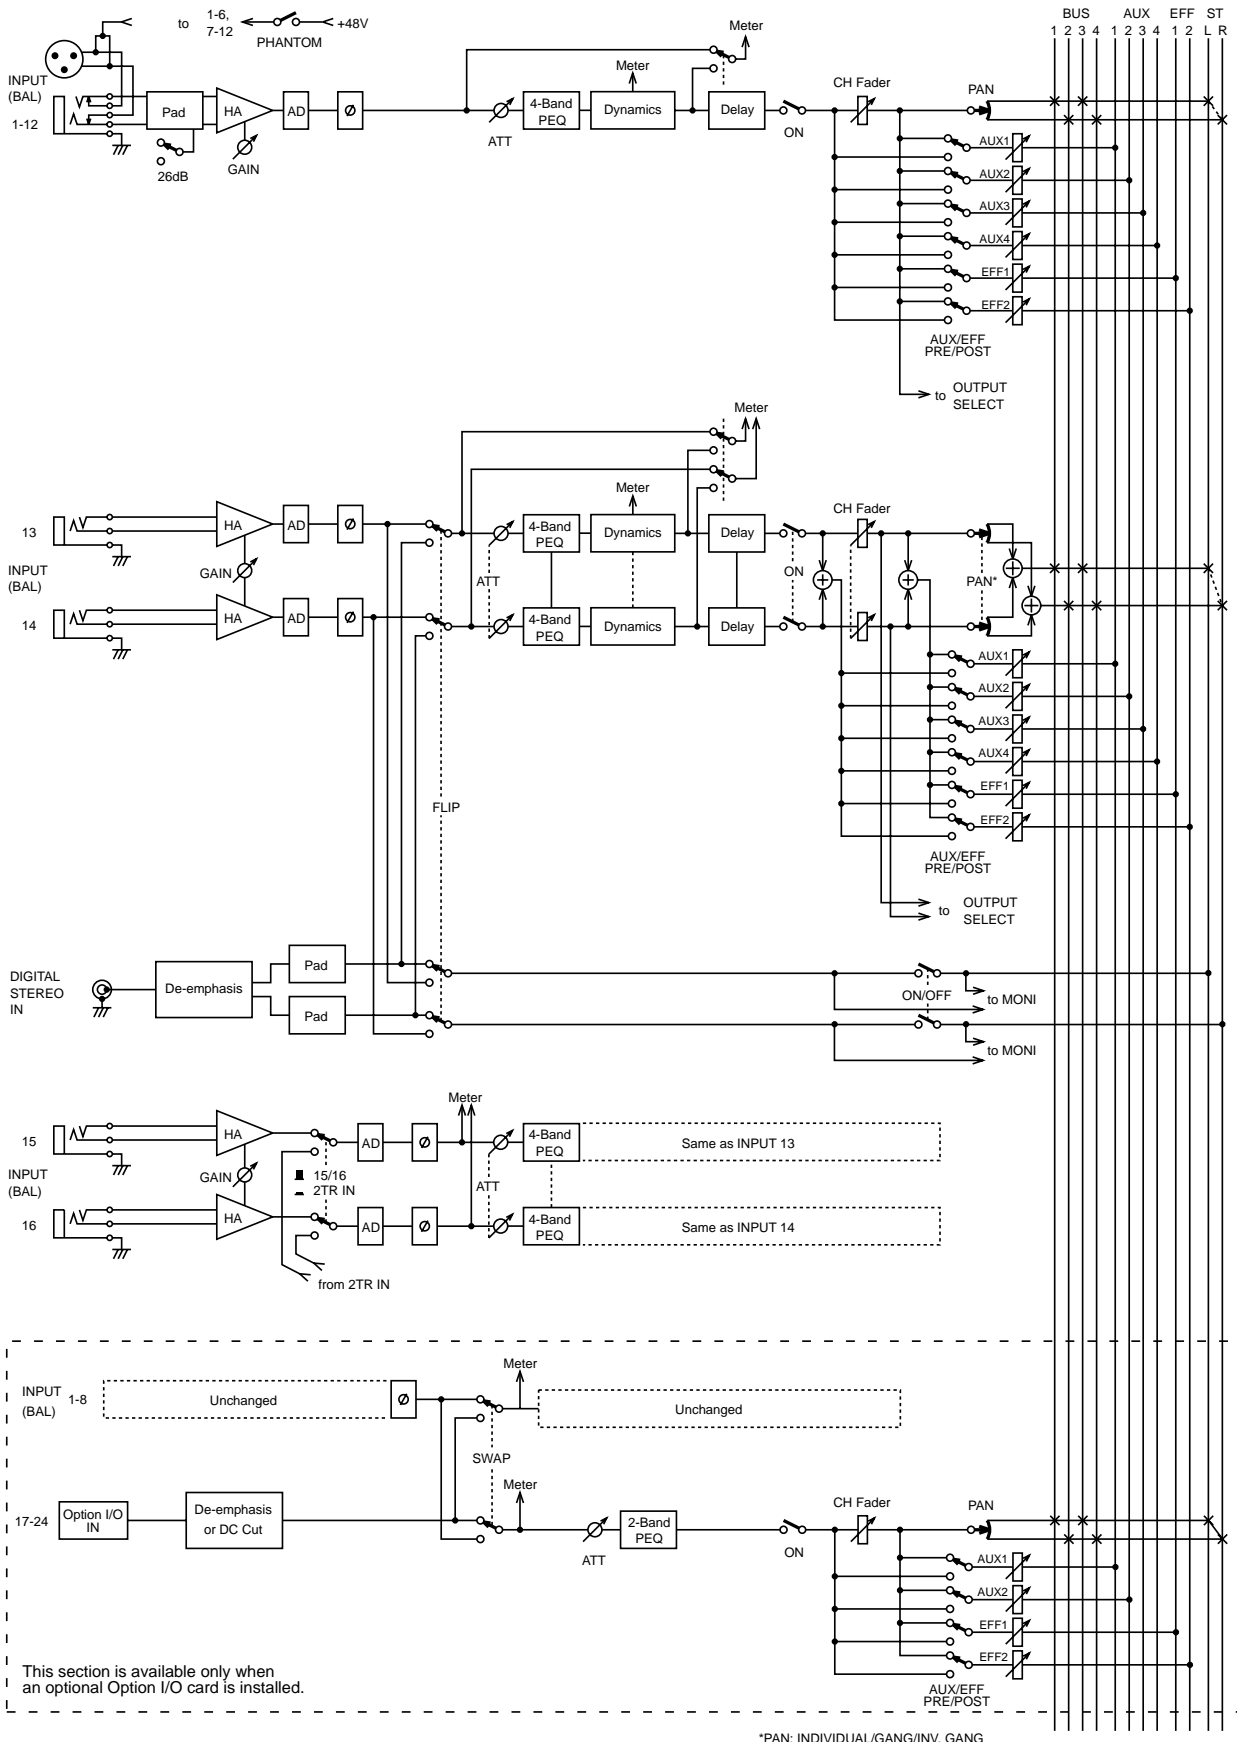 BUS AUX EFF ST
1 2 3 4 1 2 3 4 1 2 L R
to 1-6, 7-12
+48V
PHANTOM
INPUT
(BAL)
1-12
Pad
26dB
HA
GAIN
AD
Ø
ATT
4-Band
PEQ
Meter
Dynamics
Meter
Delay
ON
CH Fader
PAN
AUX1
AUX2
AUX3
AUX4
EFF1
EFF2
AUX/EFF
PRE/POST
to OUTPUT
SELECT
Meter
13
INPUT
(BAL)
14
HA
GAIN
HA
AD
AD
Ø
Ø
ATT
4-Band
PEQ
4-Band
PEQ
Meter
Dynamics
Dynamics
Delay
Delay
ON
CH Fader
PAN*
AUX1
AUX2
AUX3
AUX4
EFF1
EFF2
AUX/EFF
PRE/POST
to OUTPUT
SELECT
FLIP
DIGITAL
STEREO
IN
De-emphasis
Pad
Pad
ON/OFF
to MONI
to MONI
15
INPUT
(BAL)
16
HA
GAIN
HA
15/16
2TR IN
from 2TR IN
AD
AD
Ø
Ø
Meter
ATT
4-Band
PEQ
Same as INPUT 13
4-Band
PEQ
Same as INPUT 14
INPUT 1-8
(BAL)
Unchanged
Ø
Meter
Unchanged
SWAP
17-24
Option I/O
IN
De-emphasis
or DC Cut
Meter
ATT
2-Band
PEQ
ON
CH Fader
PAN
AUX1
AUX2
EFF1
EFF2
AUX/EFF
PRE/POST
This section is available only when
an optional Option I/O card is installed.
*PAN: INDIVIDUAL/GANG/INV. GANG